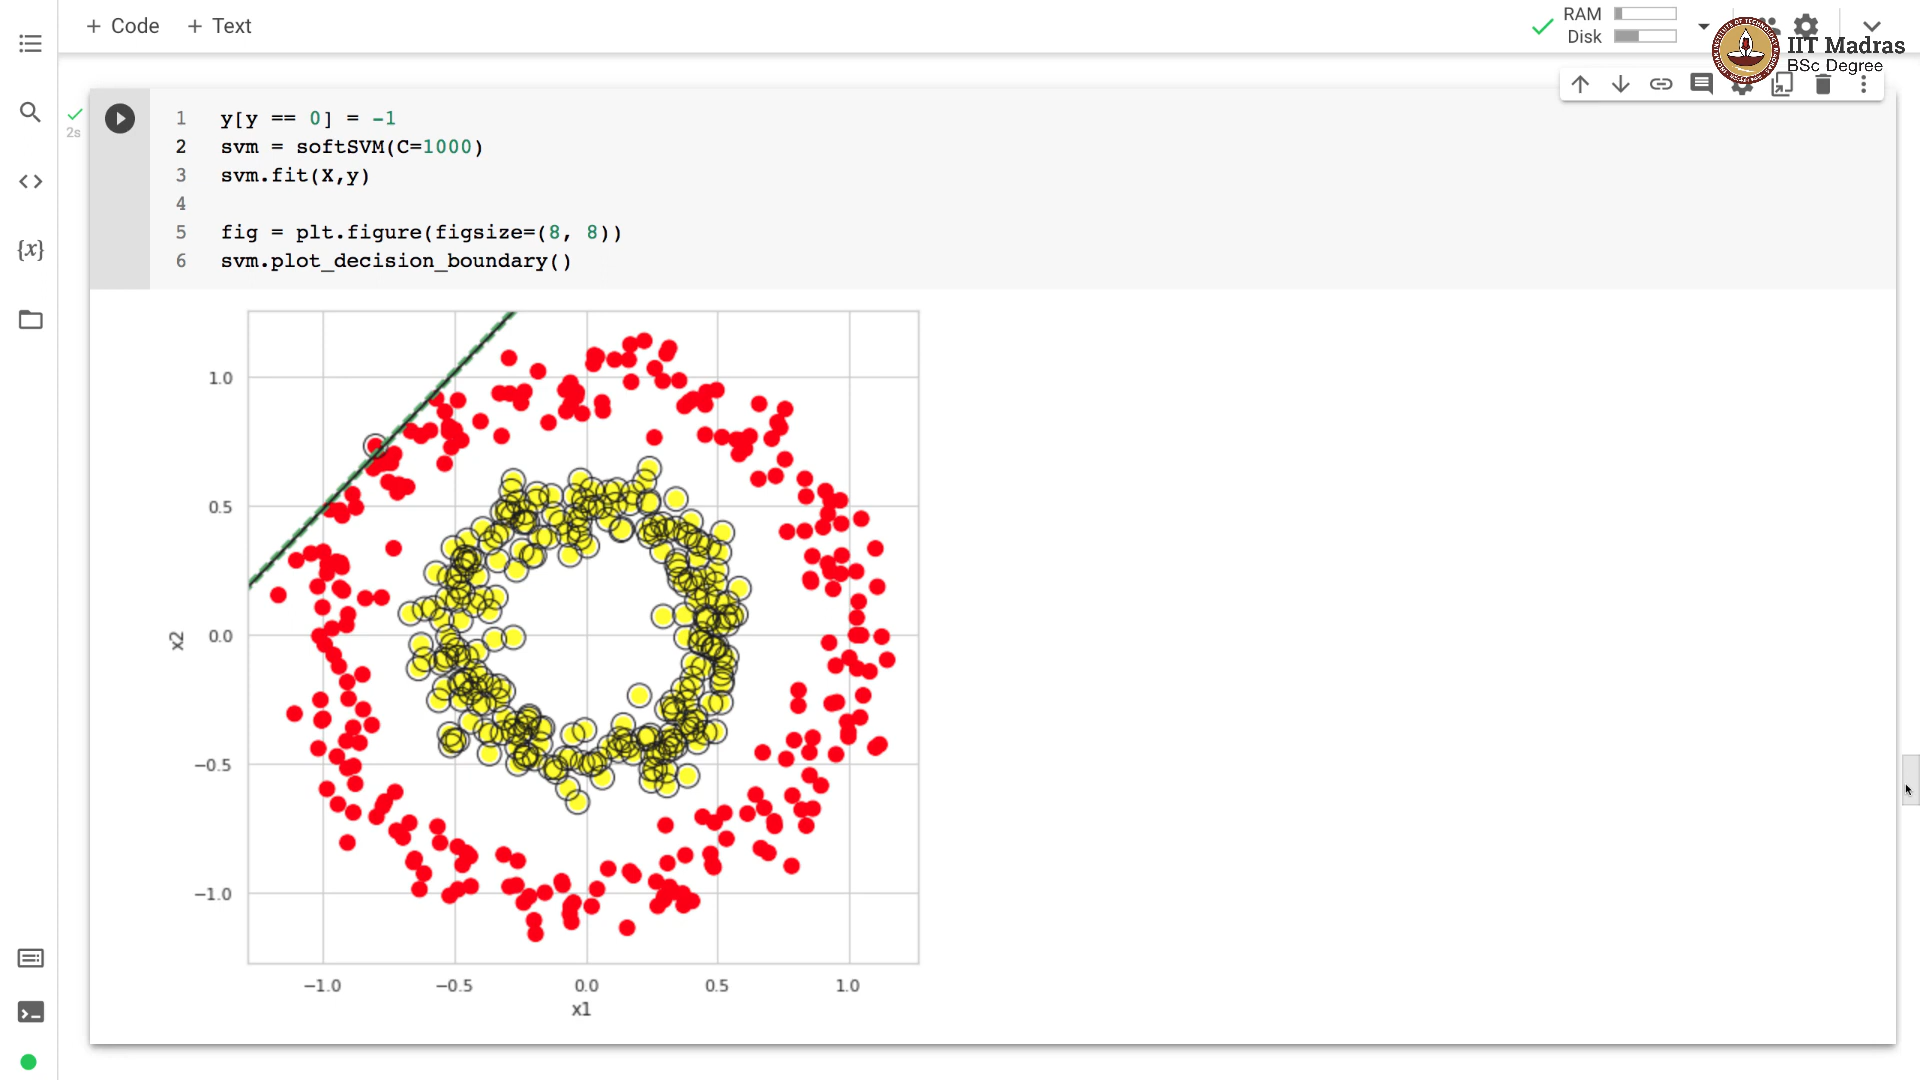 + Code + Text
RAM
Disk
IIT Madras
BSc Degree
2s
1 y[y == 0] = -1
2 svm = softSVM(C=1000)
3 svm.fit(X,y)
4
5 fig = plt.figure(figsize=(8, 8))
6 svm.plot_decision_boundary()
1.0
0.5
0.0
−0.5
−1.0
x2
−1.0 −0.5 0.0 0.5 1.0
x1